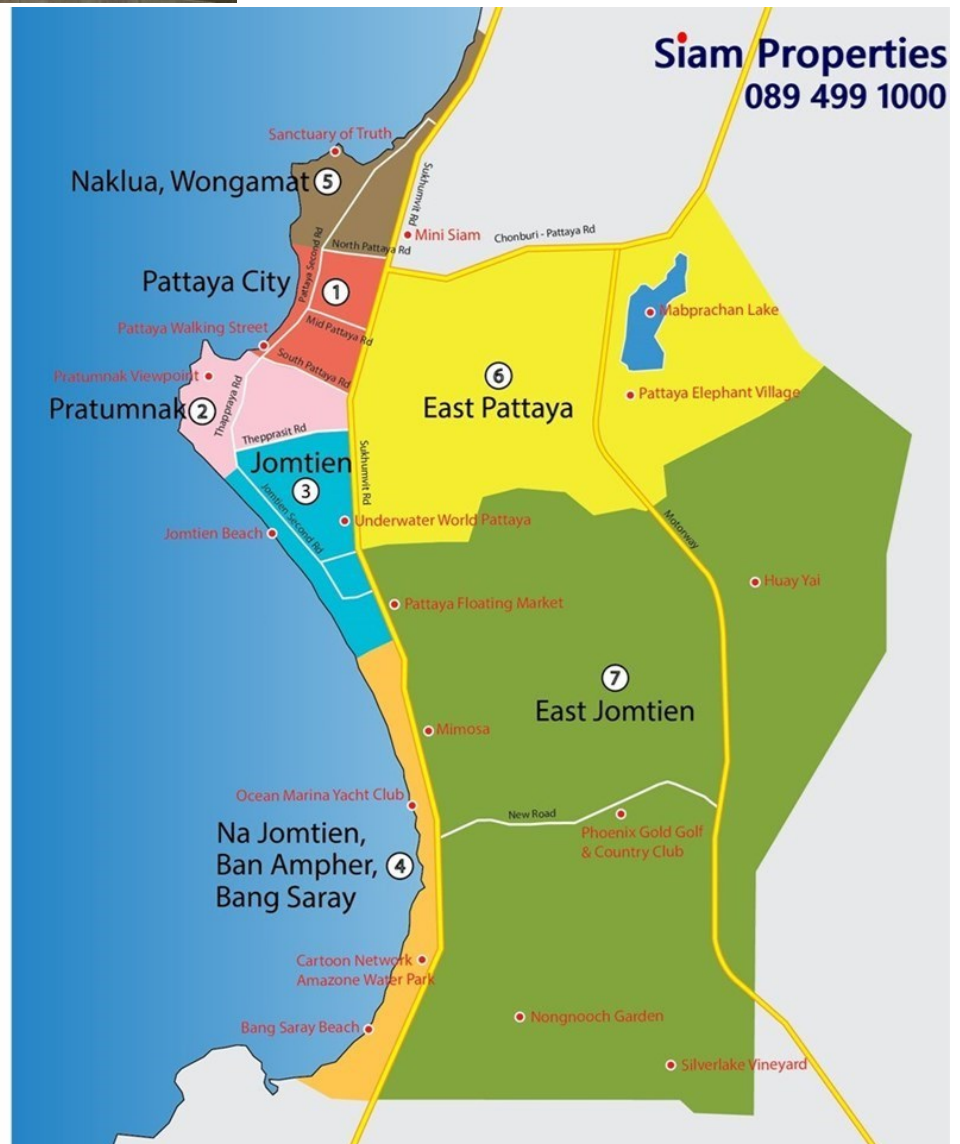 Siam Properties
089 499 1000
Sanctuary of Truth
Naklua, Wongamat 5
Sukhumvit Rd
Mini Siam
Chonburi - Pattaya Rd
North Pattaya Rd
Pattaya Second Rd
Pattaya City
1
Mabprachan Lake
Mid Pattaya Rd
Pattaya Walking Street
South Pattaya Rd
Pratumnak Viewpoint
6
East Pattaya
Pattaya Elephant Village
Pratumnak 2
Thappraya Rd
Thepprasit Rd
Sukhumvit Rd
Jomtien
3
Jomtien Second Rd
Underwater World Pattaya
Jomtien Beach
Motorway
Huay Yai
Pattaya Floating Market
7
East Jomtien
Mimosa
Ocean Marina Yacht Club
New Road
Phoenix Gold Golf
& Country Club
Na Jomtien,
Ban Ampher,
Bang Saray
4
Cartoon Network
Amazone Water Park
Nongnooch Garden
Bang Saray Beach
Silverlake Vineyard